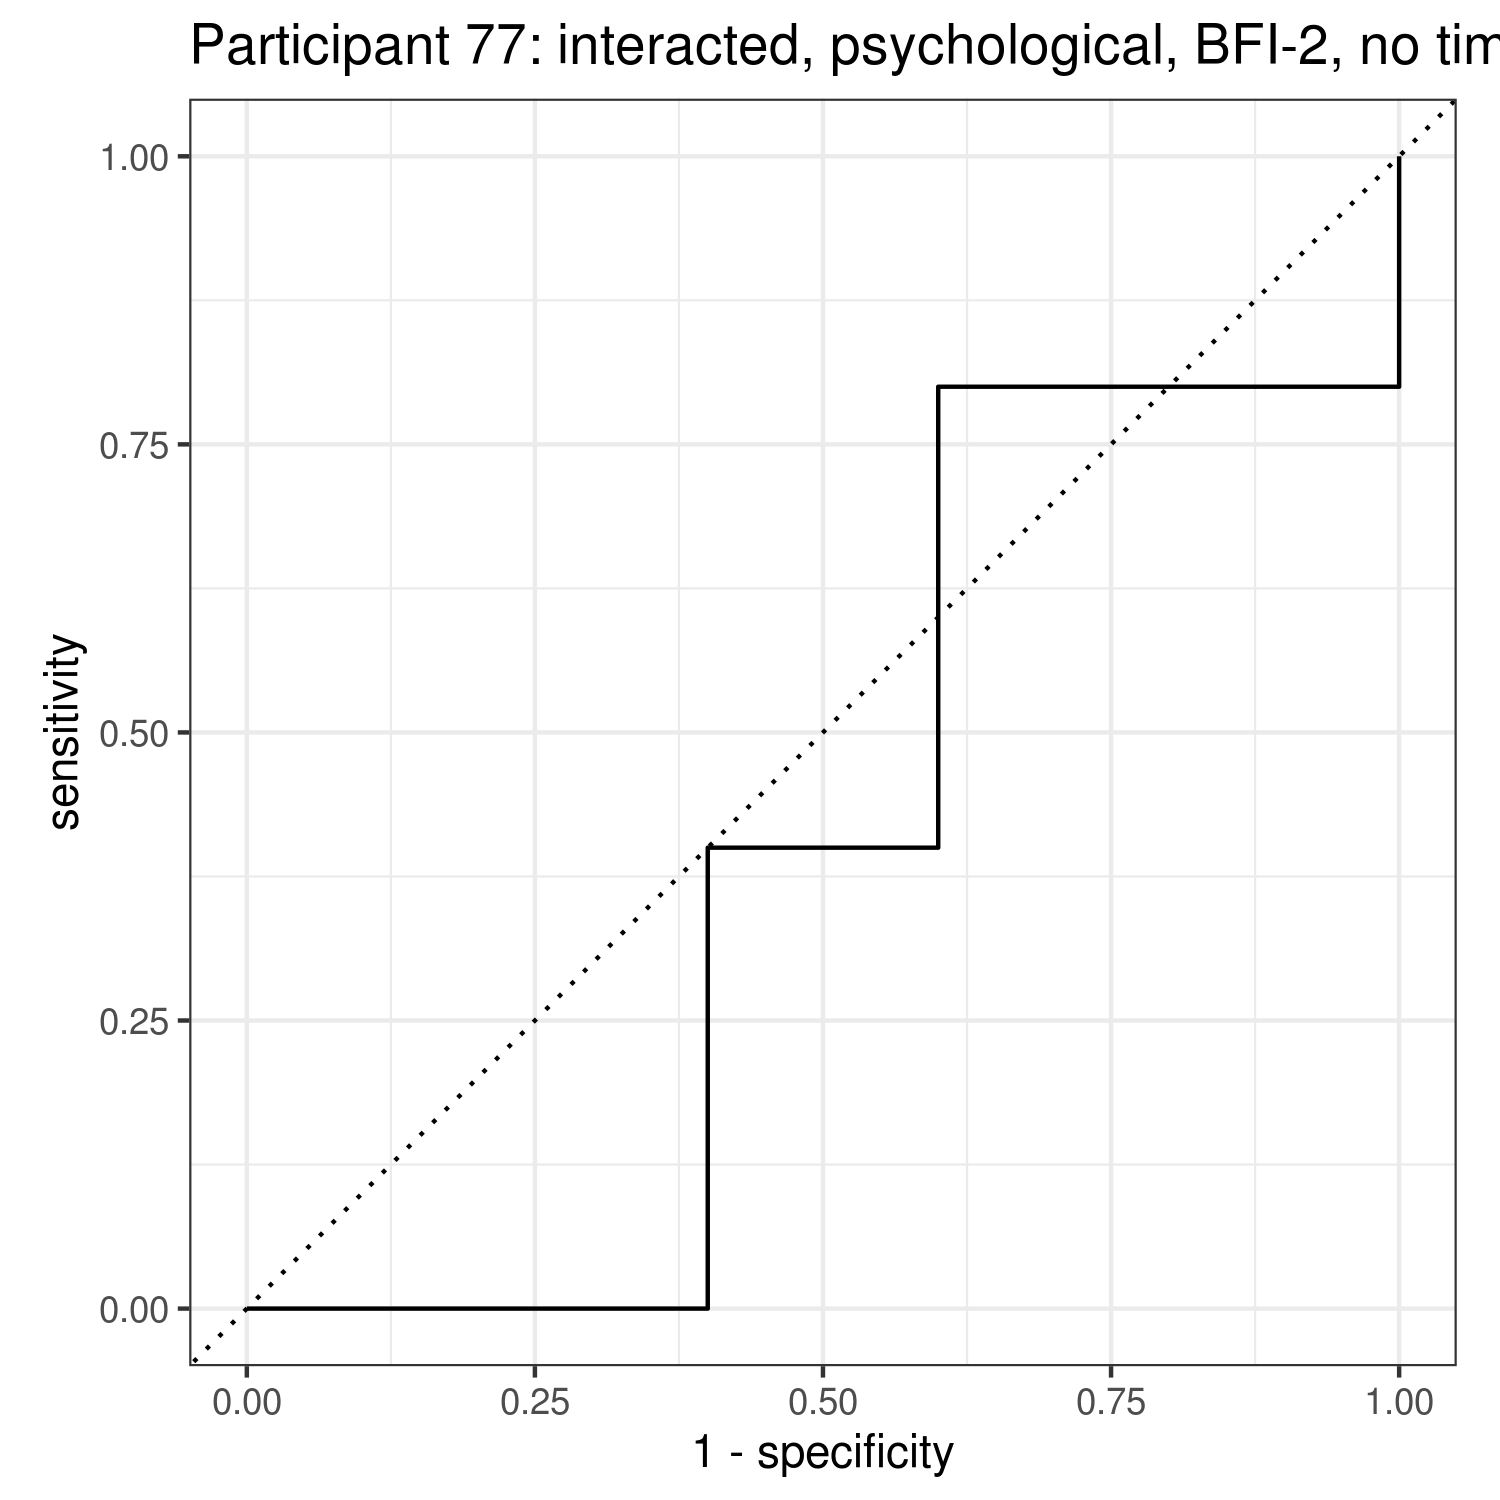 Participant 77: interacted, psychological, BFI-2, no
1.00
0.75
0.50
0.25
0.00
sensitivity
0.00 0.25 0.50 0.75 1.00
1 - specificity